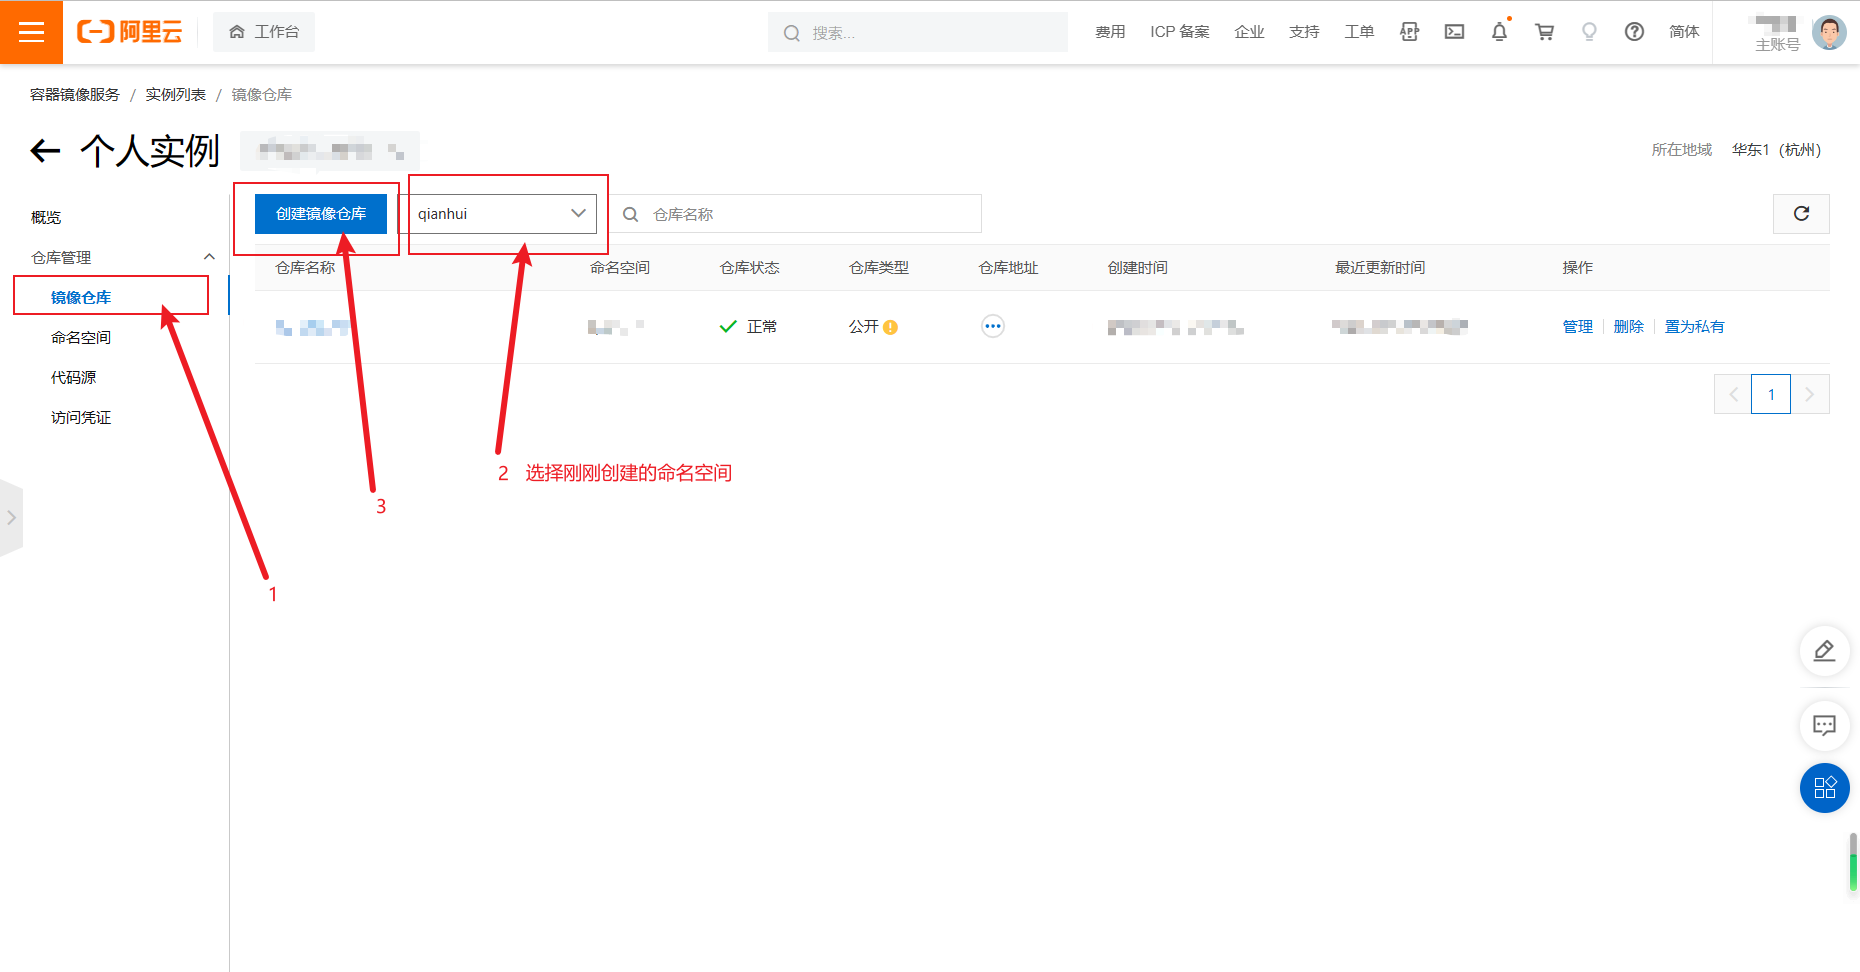 阿里云
工作台
搜索...
费用 ICP 备案 企业 支持 工单 APP 简体
主账号
容器镜像服务 / 实例列表 / 镜像仓库
个人实例
所在地域 华东1（杭州）
概览
仓库管理
镜像仓库
命名空间
代码源
访问凭证
创建镜像仓库
qianhui
仓库名称
仓库名称 命名空间 仓库状态 仓库类型 仓库地址 创建时间 最近更新时间 操作
正常 公开 管理 删除 置为私有
1
2 选择刚刚创建的命名空间
3
1